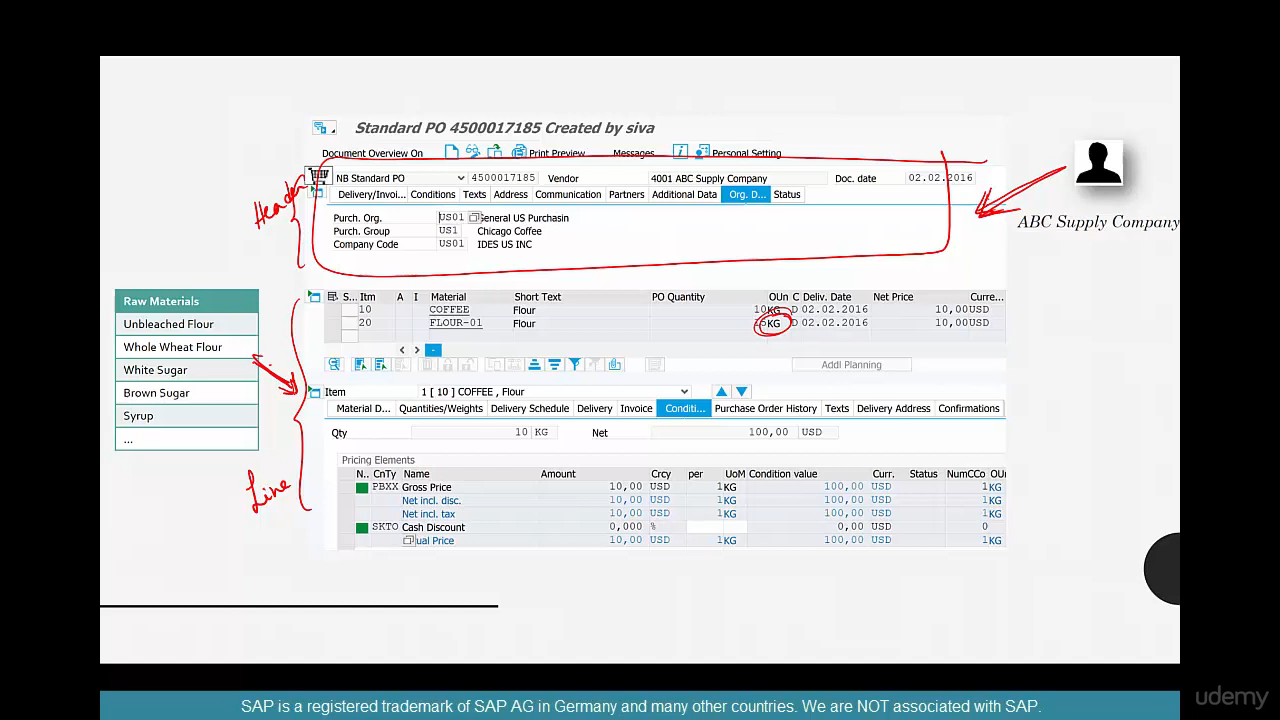 Standard PO 4500017185 Created by siva
Document Overview On Print Preview Messages Personal Setting
NB Standard PO 4500017185 Vendor 4001 ABC Supply Company Doc. date 02.02.2016
Delivery/Invoi... Conditions Texts Address Communication Partners Additional Data Org. D... Status
Header
Purch. Org. US01 General US Purchasin
Purch. Group US1 Chicago Coffee
Company Code US01 IDES US INC
ABC Supply Company
Raw Materials
Unbleached Flour
Whole Wheat Flour
White Sugar
Brown Sugar
Syrup
...
Line
S... Itm A I Material Short Text PO Quantity OUn C Deliv. Date Net Price Curre...
10 COFFEE Flour 10 KG D 02.02.2016 10,00 USD
20 FLOUR-01 Flour 15 KG D 02.02.2016 10,00 USD
Addl Planning
Item 1 [ 10 ] COFFEE , Flour
Material D... Quantities/Weights Delivery Schedule Delivery Invoice Conditi... Purchase Order History Texts Delivery Address Confirmations
Qty 10 KG Net 100,00 USD
Pricing Elements
N.. CnTy Name Amount Crcy per UoM Condition value Curr. Status NumCCo OUn
PBXX Gross Price 10,00 USD 1 KG 100,00 USD 1 KG
Net incl. disc. 10,00 USD 1 KG 100,00 USD 1 KG
Net incl. tax 10,00 USD 1 KG 100,00 USD 1 KG
SKTO Cash Discount 0,000 % 0,00 USD 0
ual Price 10,00 USD 1 KG 100,00 USD 1 KG
udemy
SAP is a registered trademark of SAP AG in Germany and many other countries. We are NOT associated with SAP.